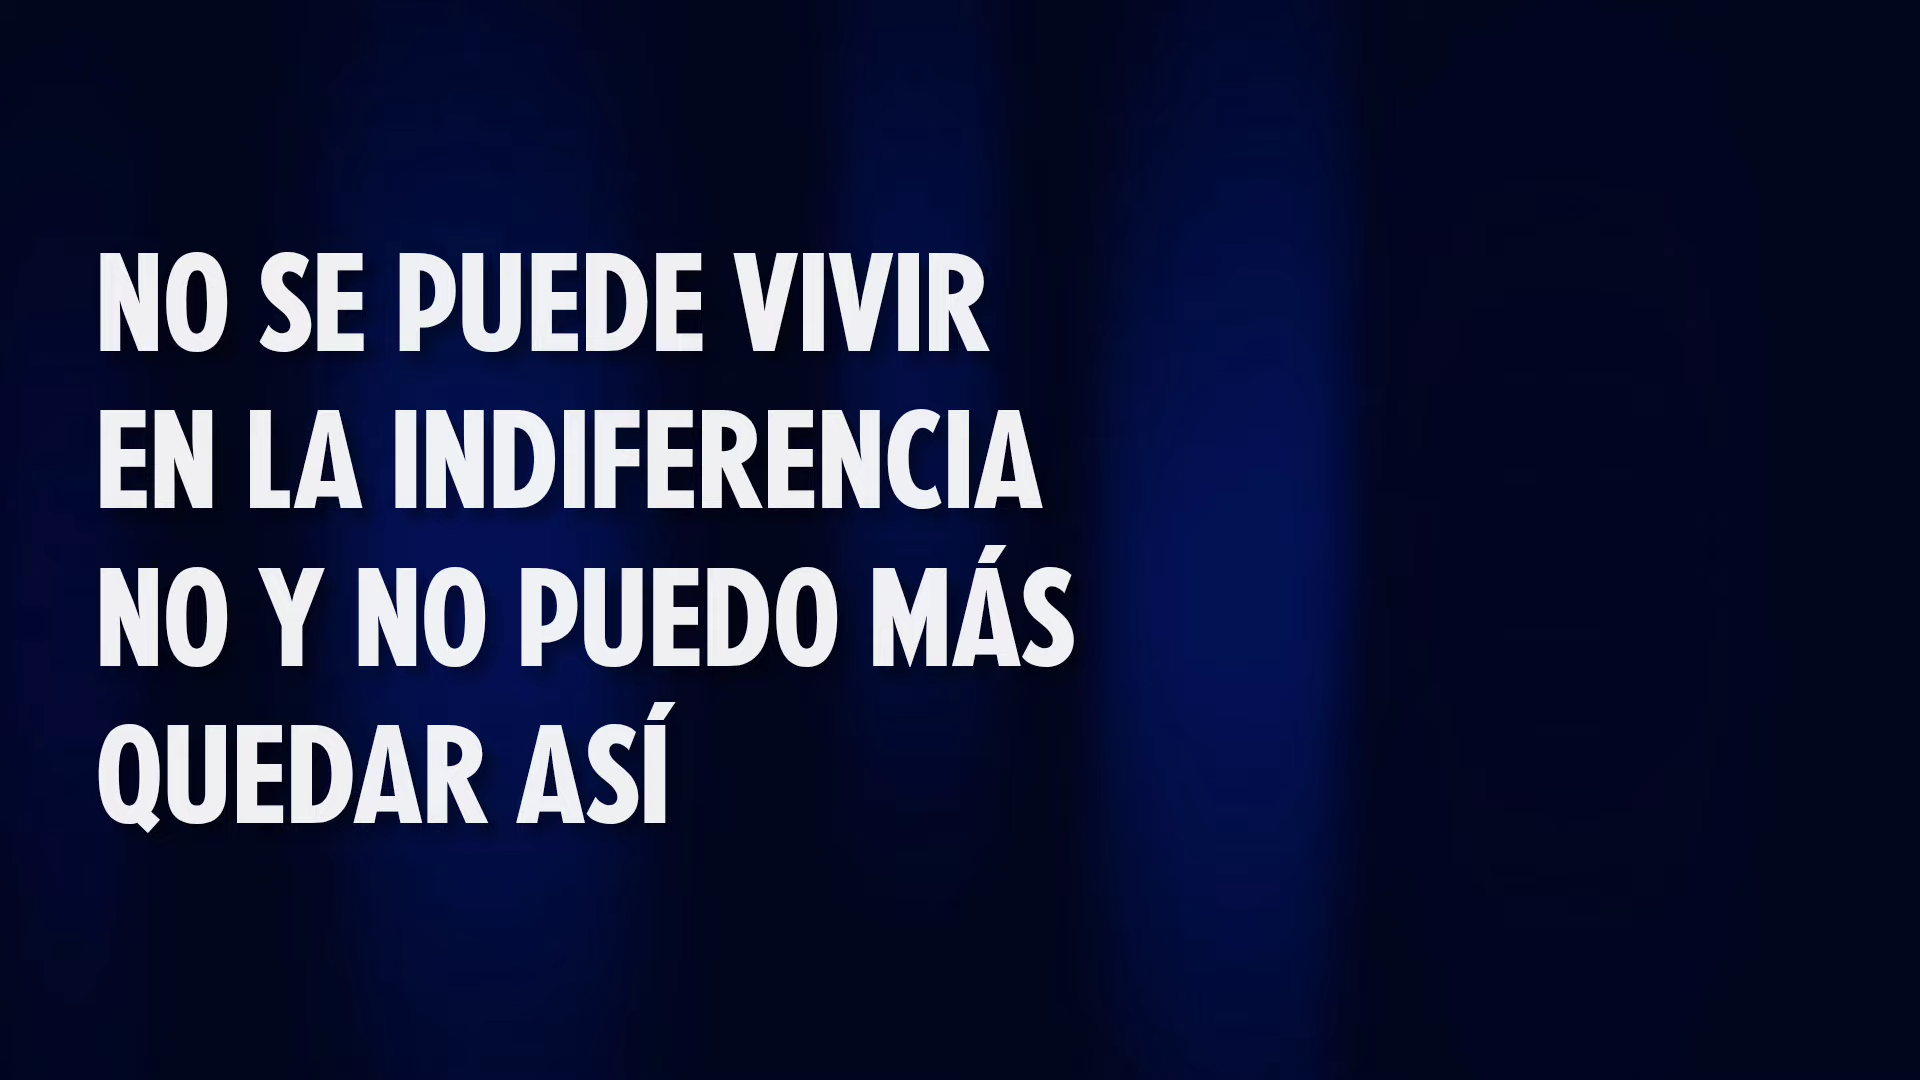 NO SE PUEDE VIVIR
EN LA INDIFERENCIA
NO Y NO PUEDO MÁS
QUEDAR ASÍ